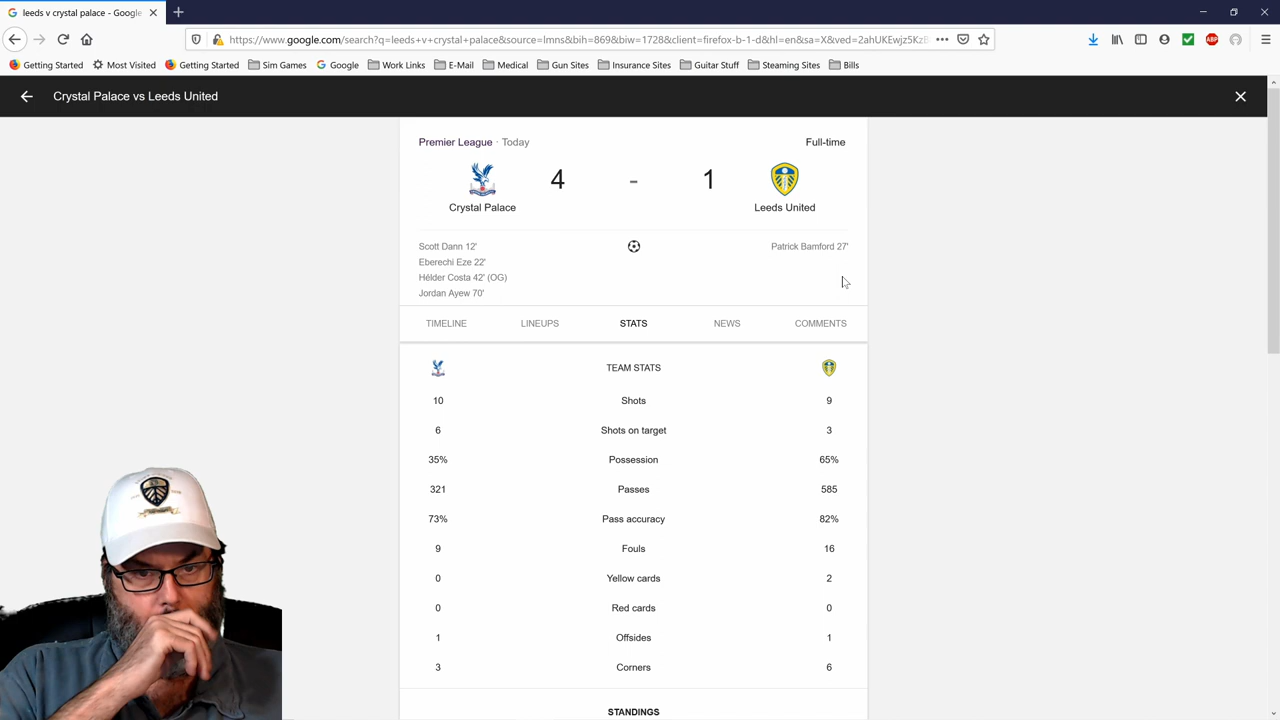 leeds v crystal palace - Google
https://www.google.com/search?q=leeds+v+crystal+palace&source=lmns&bih=869&biw=1728&client=firefox-b-1-d&hl=en&sa=X&ved=2ahUKEwjz5Kz
Getting Started Most Visited Getting Started Sim Games Google Work Links E-Mail Medical Gun Sites Insurance Sites Guitar Stuff Steaming Sites Bills
Crystal Palace vs Leeds United
Premier League · Today Full-time
4 - 1
Crystal Palace Leeds United
Scott Dann 12' Patrick Bamford 27'
Eberechi Eze 22'
Hélder Costa 42' (OG)
Jordan Ayew 70'
TIMELINE LINEUPS STATS NEWS COMMENTS
TEAM STATS
10 Shots 9
6 Shots on target 3
35% Possession 65%
321 Passes 585
73% Pass accuracy 82%
9 Fouls 16
0 Yellow cards 2
0 Red cards 0
1 Offsides 1
3 Corners 6
STANDINGS